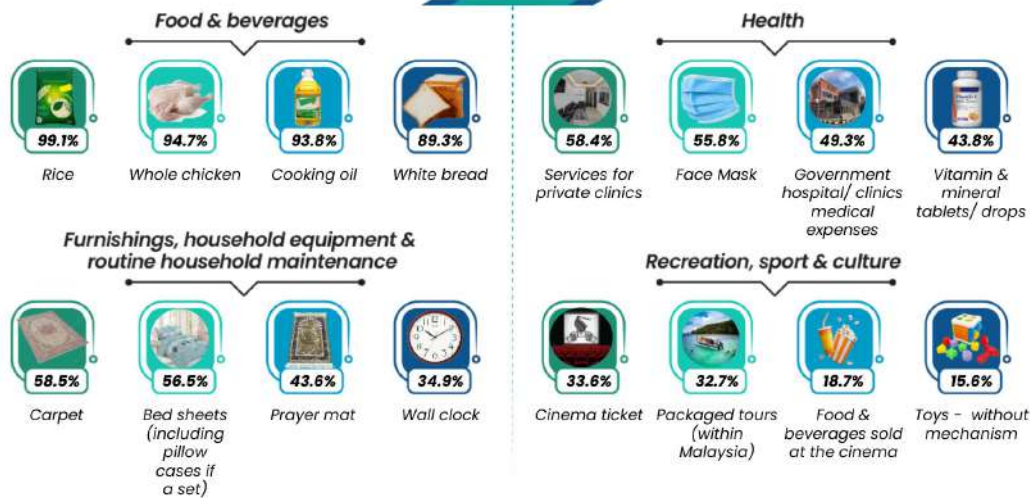 Food & beverages
99.1%
Rice
94.7%
Whole chicken
93.8%
Cooking oil
89.3%
White bread
Health
58.4%
Services for
private clinics
55.8%
Face Mask
49.3%
Government
hospital/ clinics
medical
expenses
43.8%
Vitamin &
mineral
tablets/ drops
Furnishings, household equipment &
routine household maintenance
58.5%
Carpet
56.5%
Bed sheets
(including
pillow
cases if
a set)
43.6%
Prayer mat
34.9%
Wall clock
Recreation, sport & culture
33.6%
Cinema ticket
32.7%
Packaged tours
(within
Malaysia)
18.7%
Food &
beverages sold
at the cinema
15.6%
Toys - without
mechanism